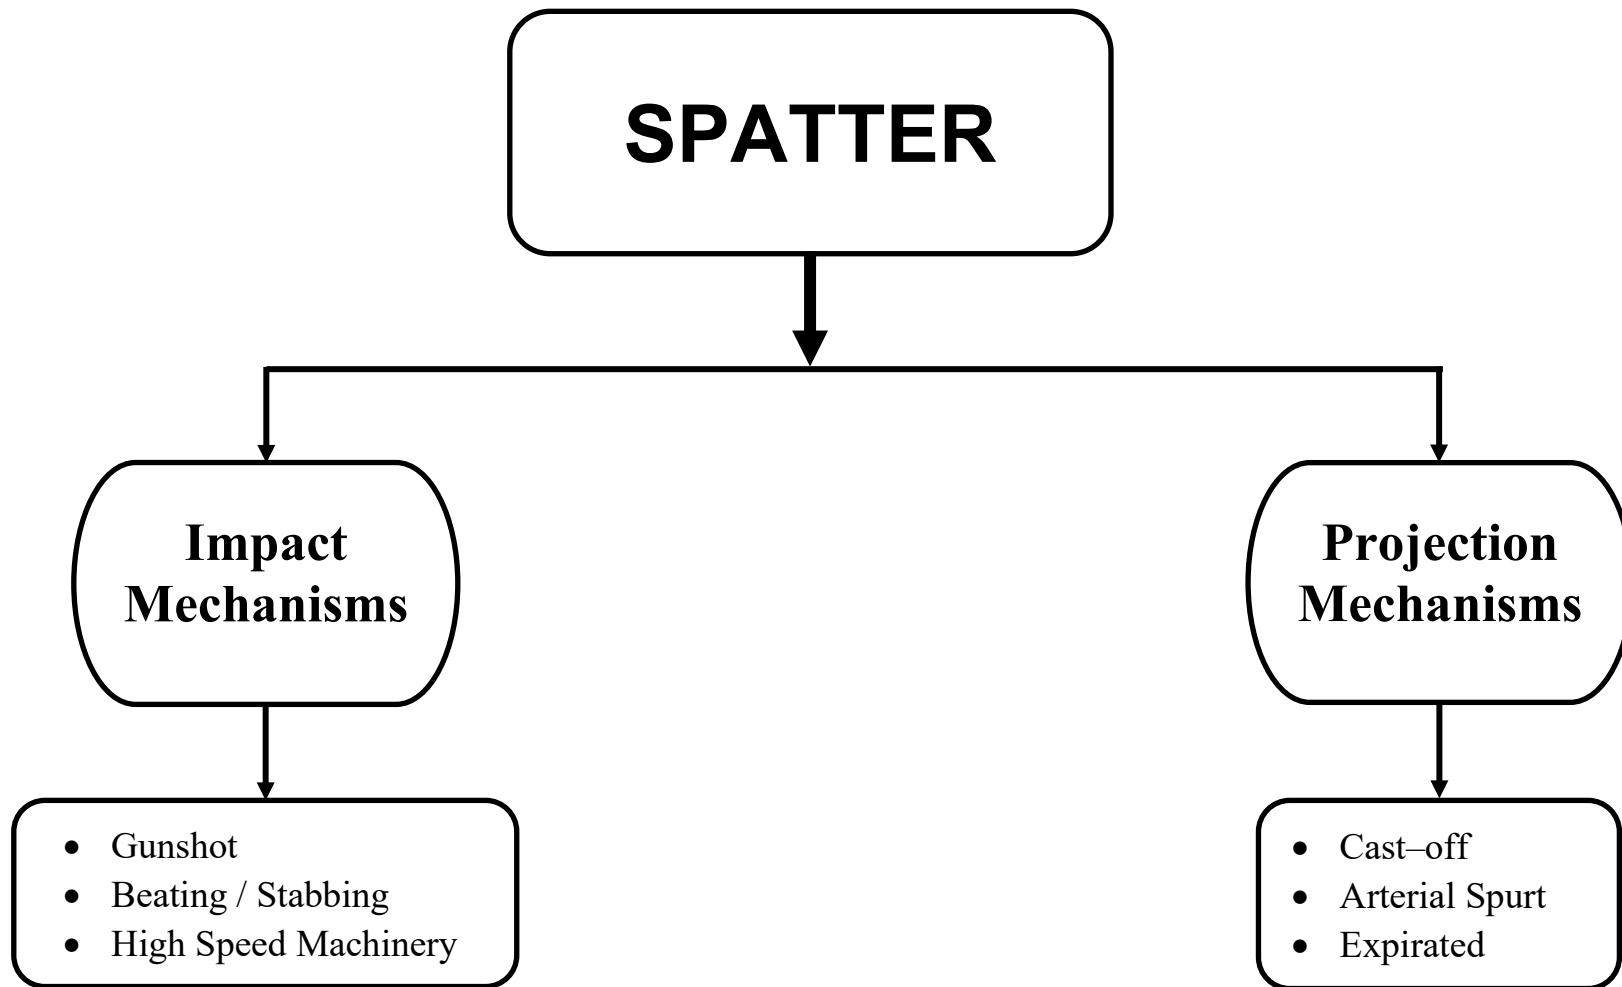 SPATTER
Impact
Mechanisms
Projection
Mechanisms
• Gunshot
• Beating / Stabbing
• High Speed Machinery
• Cast–off
• Arterial Spurt
• Expirated